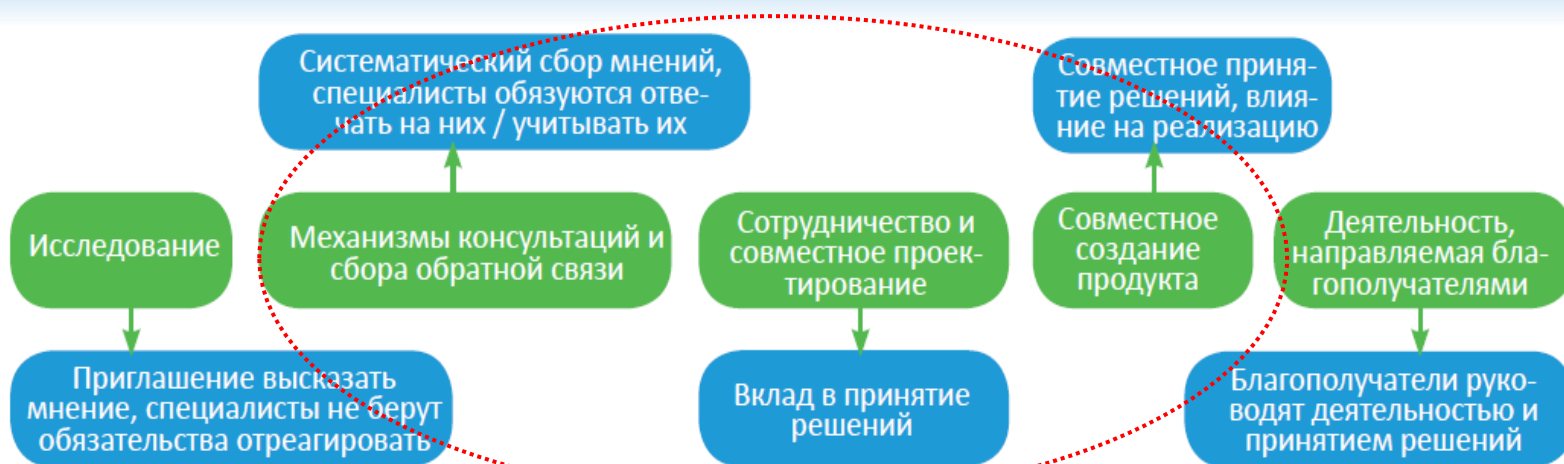 Систематический сбор мнений,
специалисты обязуются отве-
чать на них / учитывать их
Совместное приня-
тие решений, влия-
ние на реализацию
Исследование
Механизмы консультаций и
сбора обратной связи
Сотрудничество и
совместное проек-
тирование
Совместное
создание
продукта
Деятельность,
направляемая бла-
гополучателями
Приглашение высказать
мнение, специалисты не берут
обязательства отреагировать
Вклад в принятие
решений
Благополучатели руко-
водят деятельностью и
принятием решений